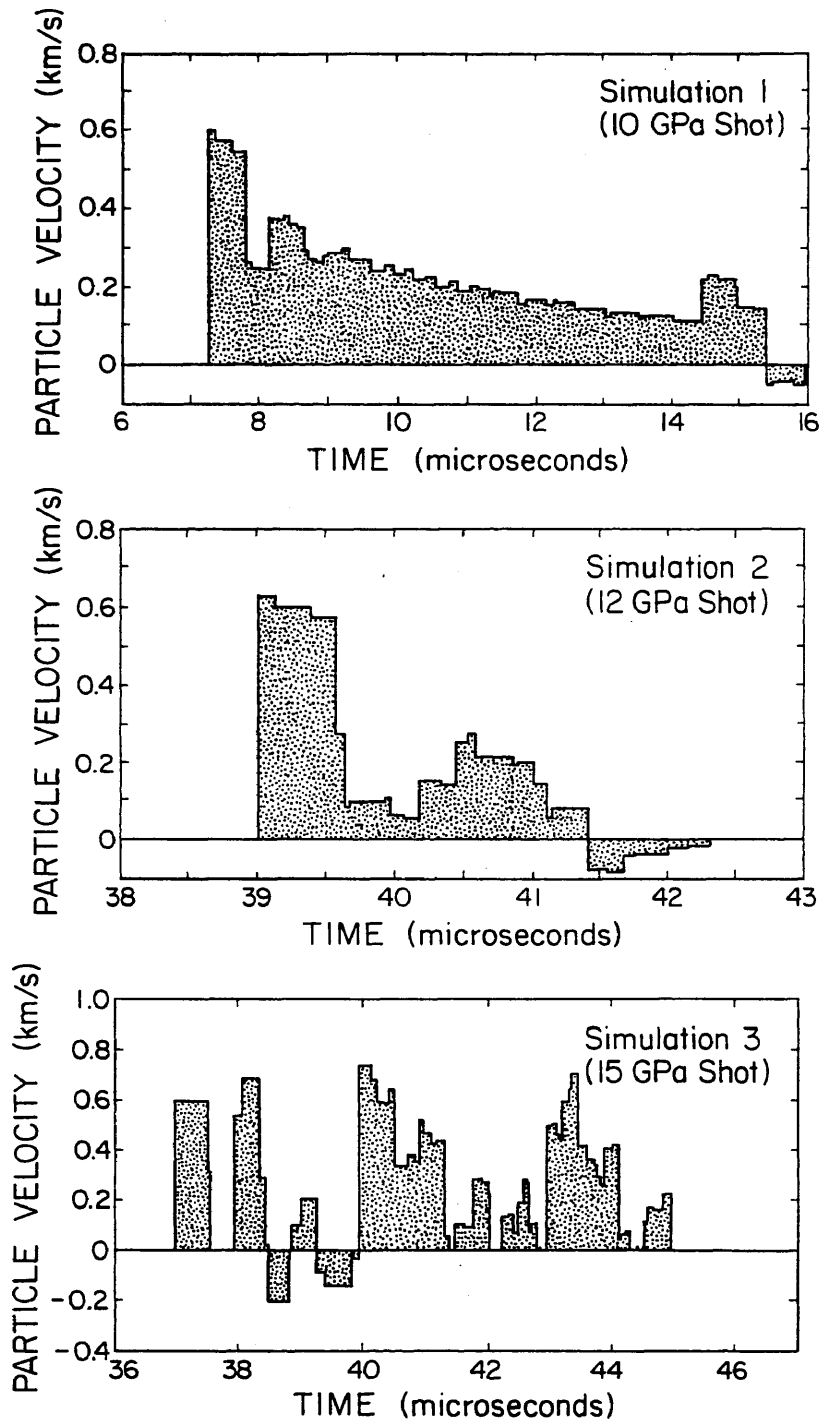 PARTICLE VELOCITY (km/s)
0.8
0.6
0.4
0.2
0
Simulation 1
(10 GPa Shot)
6 8 10 12 14 16
TIME (microseconds)
PARTICLE VELOCITY (km/s)
0.8
0.6
0.4
0.2
0
Simulation 2
(12 GPa Shot)
38 39 40 41 42 43
TIME (microseconds)
PARTICLE VELOCITY (km/s)
1.0
0.8
0.6
0.4
0.2
0
-0.2
-0.4
Simulation 3
(15 GPa Shot)
36 38 40 42 44 46
TIME (microseconds)